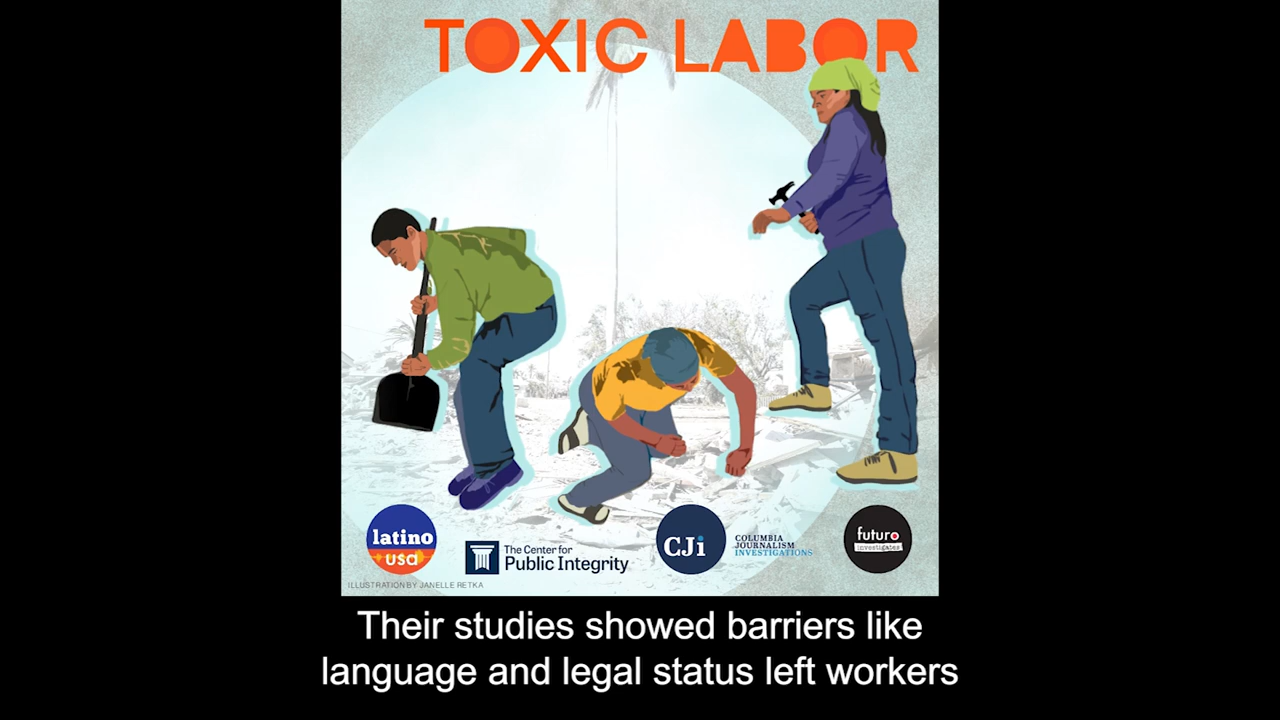 TOXIC LABOR
latino
usa
The Center for
Public Integrity
CJi
COLUMBIA
JOURNALISM
INVESTIGATIONS
futuro
investigates
ILLUSTRATION BY JANELLE RETKA
Their studies showed barriers like
language and legal status left workers